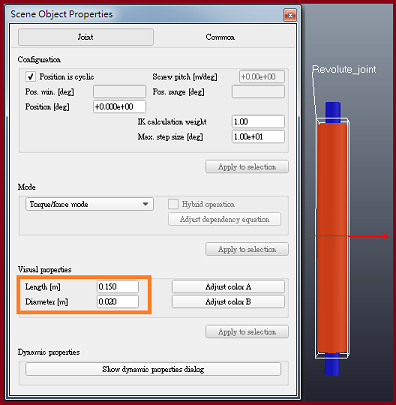 Scene Object Properties
Joint Common
Configuration
Position is cyclic Screw pitch [m/deg] +0.00e+00
Pos. min. [deg] Pos. range [deg]
Position [deg] +0.000e+00
IK calculation weight 1.00
Max. step size [deg] 1.00e+01
Apply to selection
Mode
Torque/force mode Hybrid operation
Adjust dependency equation
Apply to selection
Visual properties
Length [m] 0.150 Adjust color A
Diameter [m] 0.020 Adjust color B
Apply to selection
Dynamic properties
Show dynamic properties dialog
Revolute_joint